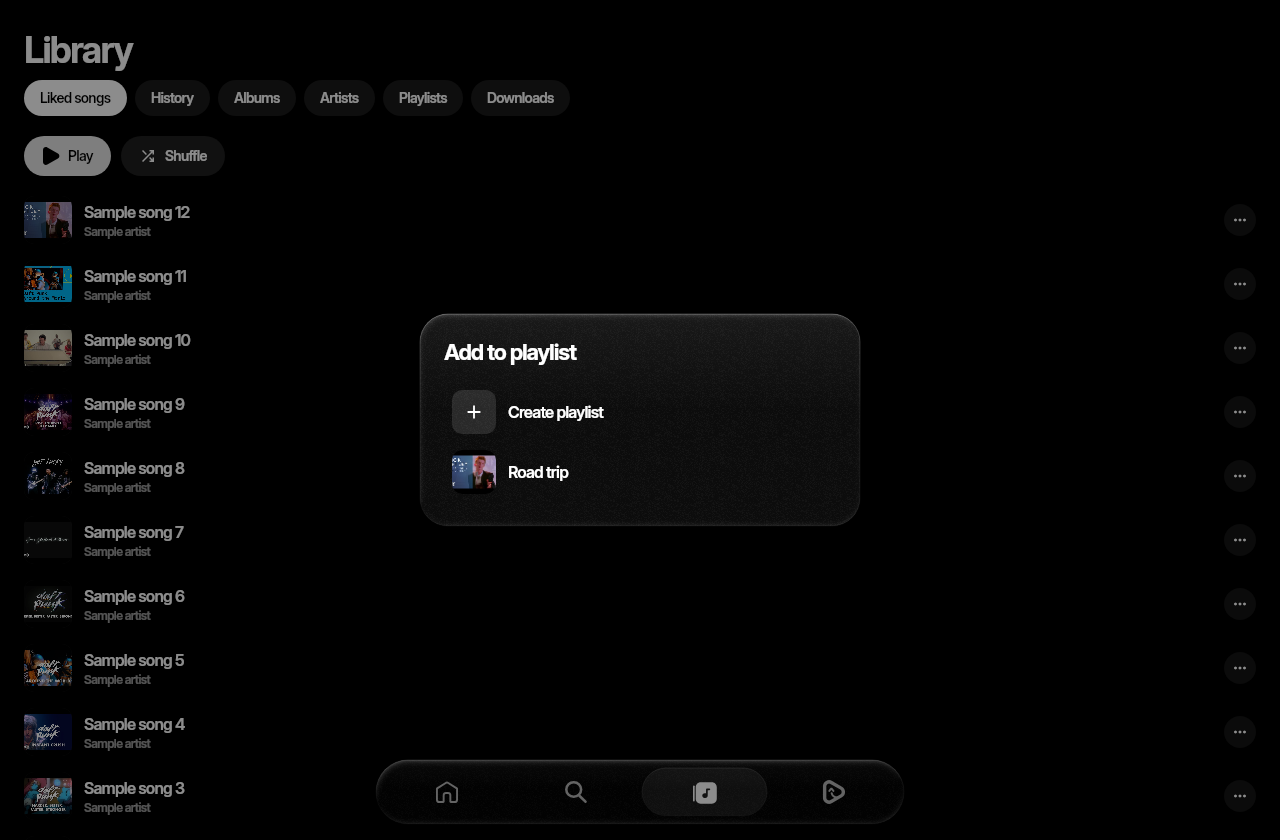 Library
Liked songs
History
Albums
Artists
Playlists
Downloads
Play
Shuffle
Sample song 12
Sample artist
Sample song 11
Sample artist
Sample song 10
Sample artist
Add to playlist
Create playlist
Road trip
Sample song 9
Sample artist
Sample song 8
Sample artist
Sample song 7
Sample artist
Sample song 6
Sample artist
Sample song 5
Sample artist
Sample song 4
Sample artist
Sample song 3
Sample artist